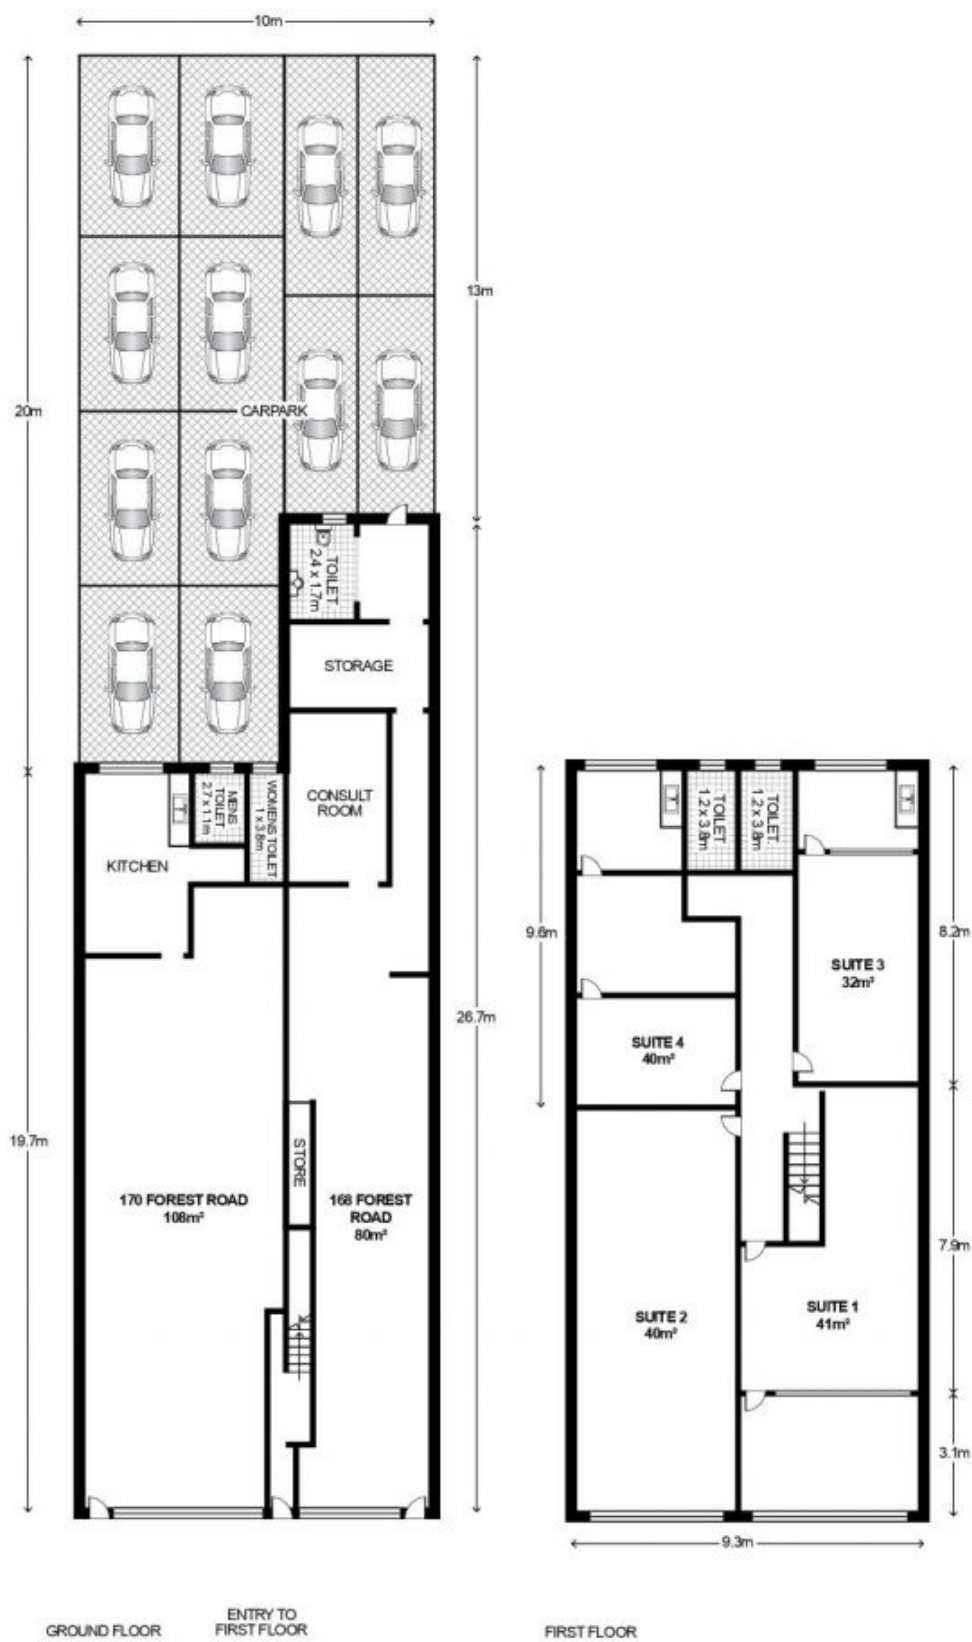 10m
20m
13m
CARPARK
TOILET
2.4 x 1.7m
STORAGE
CONSULT
ROOM
MENS
TOILET
2.7 x 1.1m
WOMENS TOILET
1 x 3.8m
KITCHEN
19.7m
26.7m
STORE
170 FOREST ROAD
108m²
168 FOREST
ROAD
80m²
TOILET
1.2 x 3.8m
TOILET
1.2 x 3.8m
9.6m
8.2m
SUITE 3
32m²
SUITE 4
40m²
7.9m
SUITE 1
41m²
SUITE 2
40m²
3.1m
9.3m
GROUND FLOOR
ENTRY TO
FIRST FLOOR
FIRST FLOOR